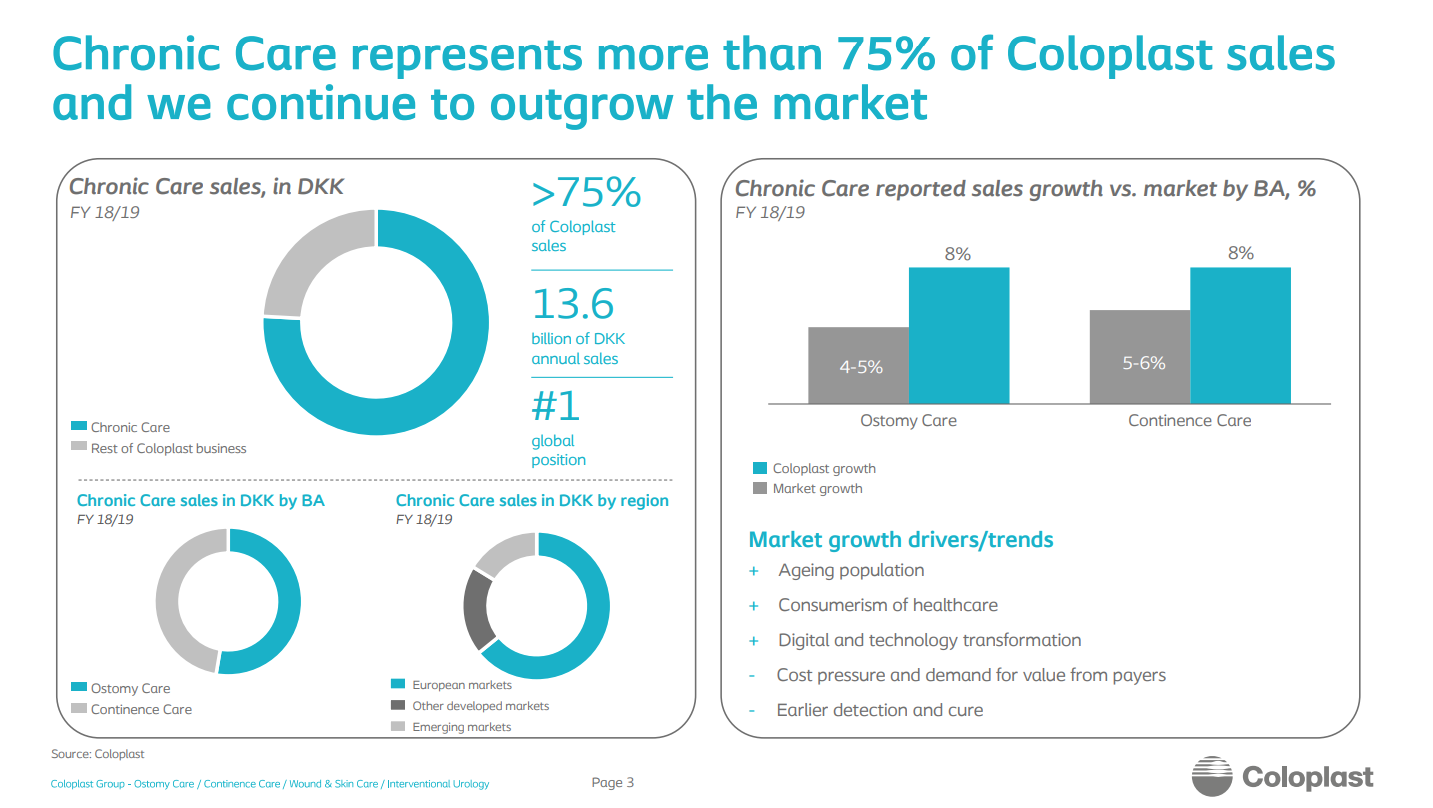 Chronic Care represents more than 75% of Coloplast sales
and we continue to outgrow the market
Chronic Care sales, in DKK
FY 18/19
>75%
of Coloplast
sales
13.6
billion of DKK
annual sales
#1
global
position
Chronic Care
Rest of Coloplast business
Chronic Care sales in DKK by BA
FY 18/19
Ostomy Care
Continence Care
Chronic Care sales in DKK by region
FY 18/19
European markets
Other developed markets
Emerging markets
Chronic Care reported sales growth vs. market by BA, %
FY 18/19
8%
8%
4-5%
5-6%
Ostomy Care
Continence Care
Coloplast growth
Market growth
Market growth drivers/trends
+ Ageing population
+ Consumerism of healthcare
+ Digital and technology transformation
- Cost pressure and demand for value from payers
- Earlier detection and cure
Source: Coloplast
Coloplast Group - Ostomy Care / Continence Care / Wound & Skin Care / Interventional Urology
Page 3
Coloplast